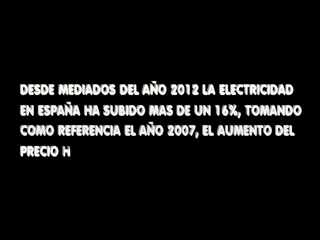 DESDE MEDIADOS DEL AÑO 2012 LA ELECTRICIDAD
EN ESPAÑA HA SUBIDO MAS DE UN 16%, TOMANDO
COMO REFERENCIA EL AÑO 2007, EL AUMENTO DEL
PRECIO H